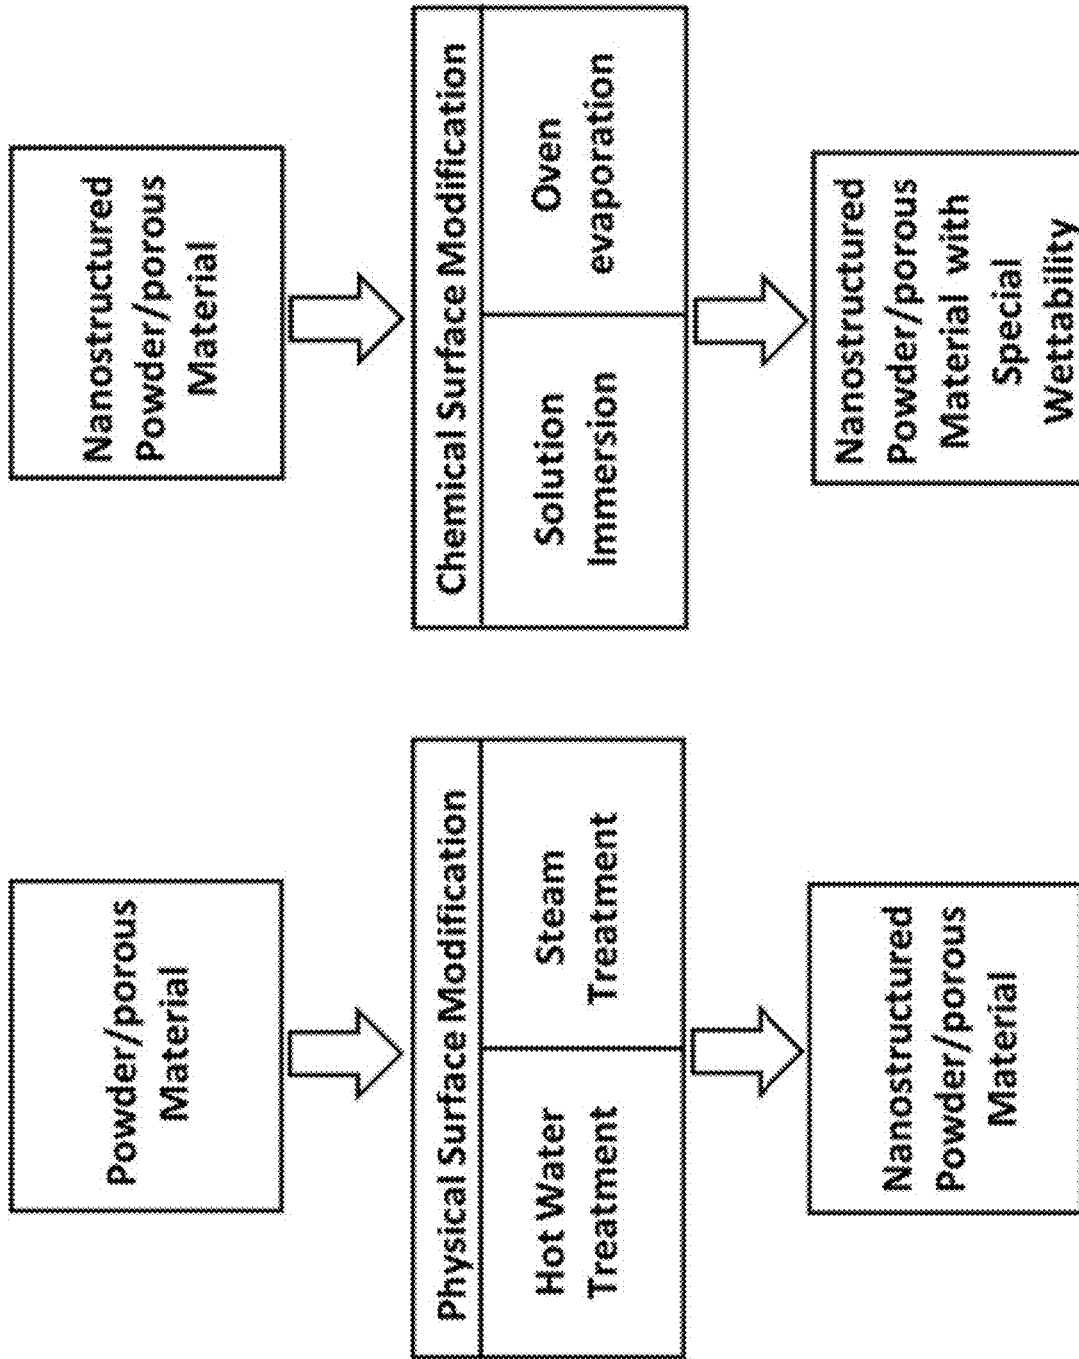 Powder/porous
Material
Physical Surface Modification
Hot Water
Treatment
Steam
Treatment
Nanostructured
Powder/porous
Material
Nanostructured
Powder/porous
Material
Chemical Surface Modification
Solution
Immersion
Oven
evaporation
Nanostructured
Powder/porous
Material with
Special
Wettability